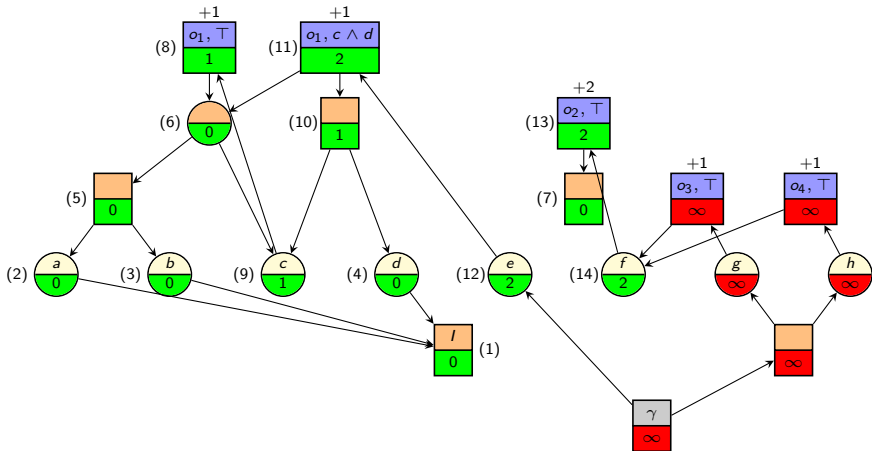 +1
+1
(8)
o₁, ⊤
1
(11)
o₁, c ∧ d
2
(6)
0
(10)
1
+2
(13)
o₂, ⊤
2
+1
+1
(5)
0
(7)
0
o₃, ⊤
∞
o₄, ⊤
∞
(2)
a
0
(3)
b
0
(9)
c
1
(4)
d
0
(12)
e
2
(14)
f
2
g
∞
h
∞
I
0
(1)
∞
γ
∞